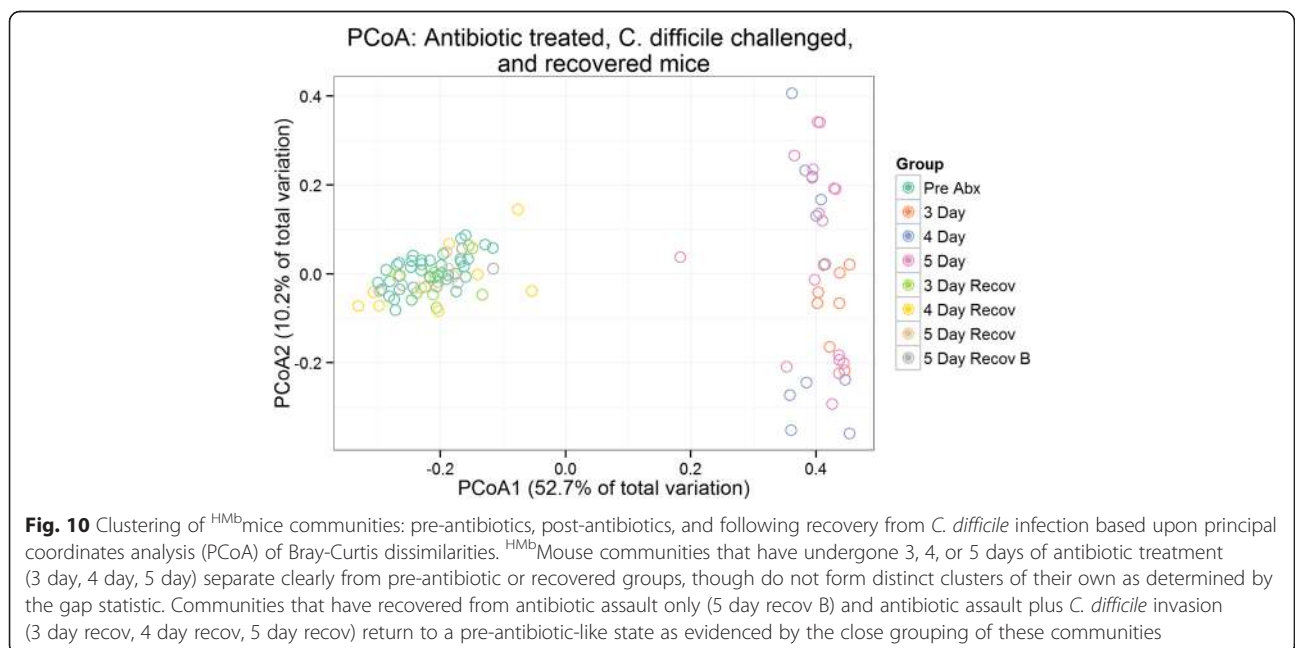 PCoA: Antibiotic treated, C. difficile challenged,
and recovered mice
PCoA2 (10.2% of total variation)
0.4
0.2
0.0
-0.2
-0.2
0.0
0.2
0.4
PCoA1 (52.7% of total variation)
Group
Pre Abx
3 Day
4 Day
5 Day
3 Day Recov
4 Day Recov
5 Day Recov
5 Day Recov B
Fig. 10 Clustering of HMbmice communities: pre-antibiotics, post-antibiotics, and following recovery from C. difficile infection based upon principal
coordinates analysis (PCoA) of Bray-Curtis dissimilarities. HMbMouse communities that have undergone 3, 4, or 5 days of antibiotic treatment
(3 day, 4 day, 5 day) separate clearly from pre-antibiotic or recovered groups, though do not form distinct clusters of their own as determined by
the gap statistic. Communities that have recovered from antibiotic assault only (5 day recov B) and antibiotic assault plus C. difficile invasion
(3 day recov, 4 day recov, 5 day recov) return to a pre-antibiotic-like state as evidenced by the close grouping of these communities